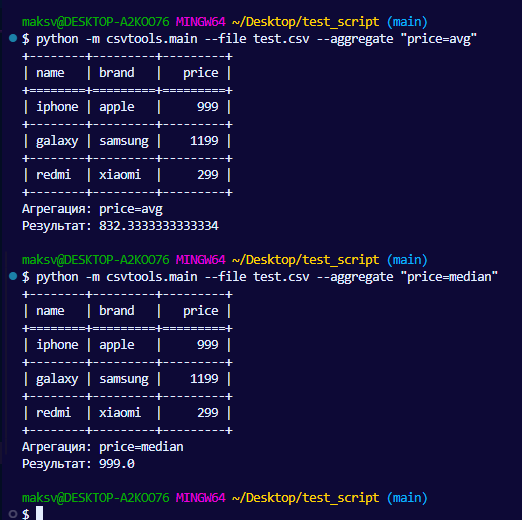 maksv@DESKTOP-A2KOO76 MINGW64 ~/Desktop/test_script (main)
$ python -m csvtools.main --file test.csv --aggregate "price=avg"
+--------+---------+---------+
| name   | brand   |   price |
+========+=========+=========+
| iphone | apple   |     999 |
+--------+---------+---------+
| galaxy | samsung |    1199 |
+--------+---------+---------+
| redmi  | xiaomi  |     299 |
+--------+---------+---------+
Агрегация: price=avg
Результат: 832.3333333333334
maksv@DESKTOP-A2KOO76 MINGW64 ~/Desktop/test_script (main)
$ python -m csvtools.main --file test.csv --aggregate "price=median"
+--------+---------+---------+
| name   | brand   |   price |
+========+=========+=========+
| iphone | apple   |     999 |
+--------+---------+---------+
| galaxy | samsung |    1199 |
+--------+---------+---------+
| redmi  | xiaomi  |     299 |
+--------+---------+---------+
Агрегация: price=median
Результат: 999.0
maksv@DESKTOP-A2KOO76 MINGW64 ~/Desktop/test_script (main)
$